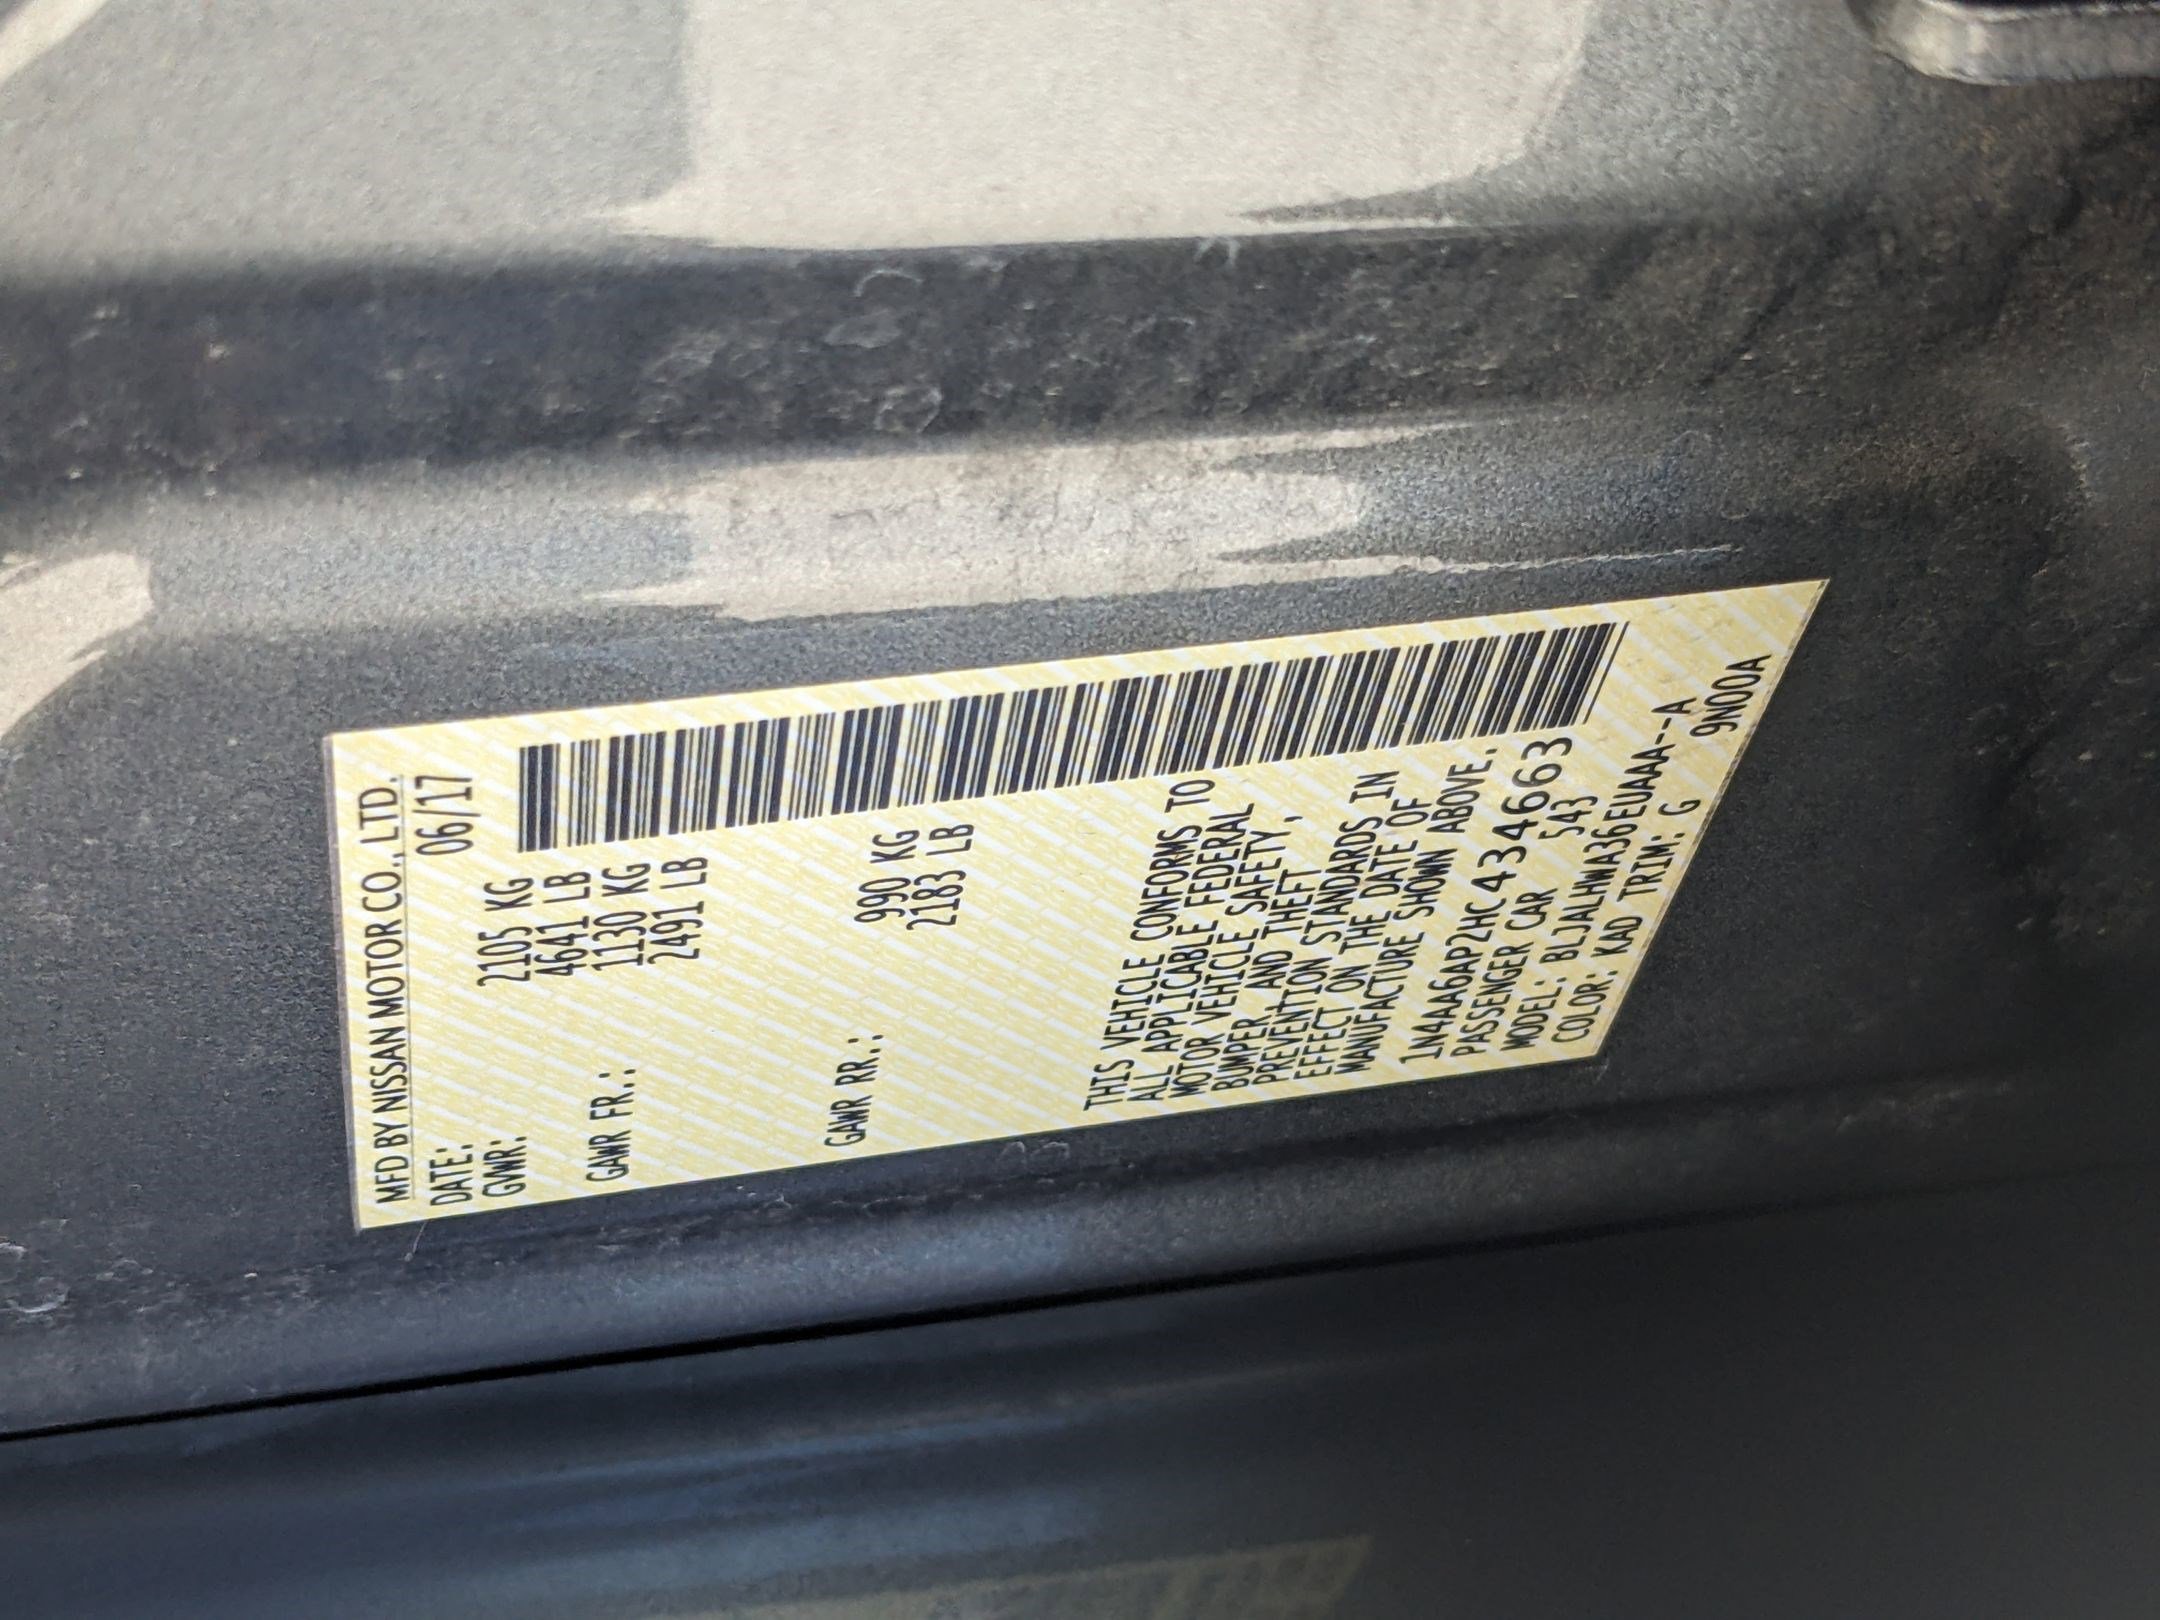 MFD BY NISSAN MOTOR CO., LTD.
DATE: 06/17
GVWR: 2105 KG
4641 LB
GAWR FR.: 1130 KG
2491 LB
GAWR RR.: 990 KG
2183 LB
THIS VEHICLE CONFORMS TO
ALL APPLICABLE FEDERAL
MOTOR VEHICLE SAFETY,
BUMPER, AND THEFT
PREVENTION STANDARDS IN
EFFECT ON THE DATE OF
MANUFACTURE SHOWN ABOVE.
1N4AA6AP2HC434663
PASSENGER CAR 543
MODEL: BLJALHWA36EUAAA--A
COLOR: KAD TRIM: G 9N00A